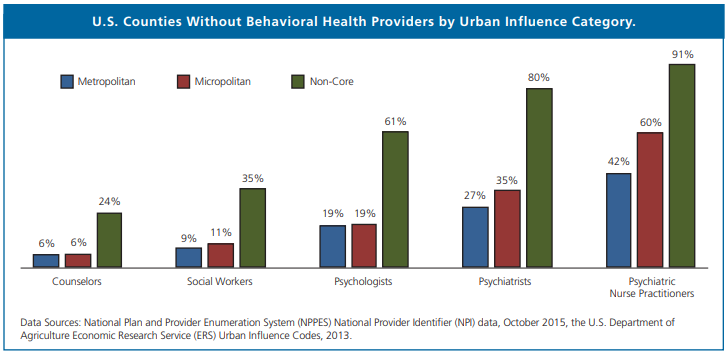 U.S. Counties Without Behavioral Health Providers by Urban Influence Category.
Metropolitan
Micropolitan
Non-Core
6%
6%
24%
9%
11%
35%
19%
19%
61%
27%
35%
80%
42%
60%
91%
Counselors
Social Workers
Psychologists
Psychiatrists
Psychiatric
Nurse Practitioners
Data Sources: National Plan and Provider Enumeration System (NPPES) National Provider Identifier (NPI) data, October 2015, the U.S. Department of
Agriculture Economic Research Service (ERS) Urban Influence Codes, 2013.